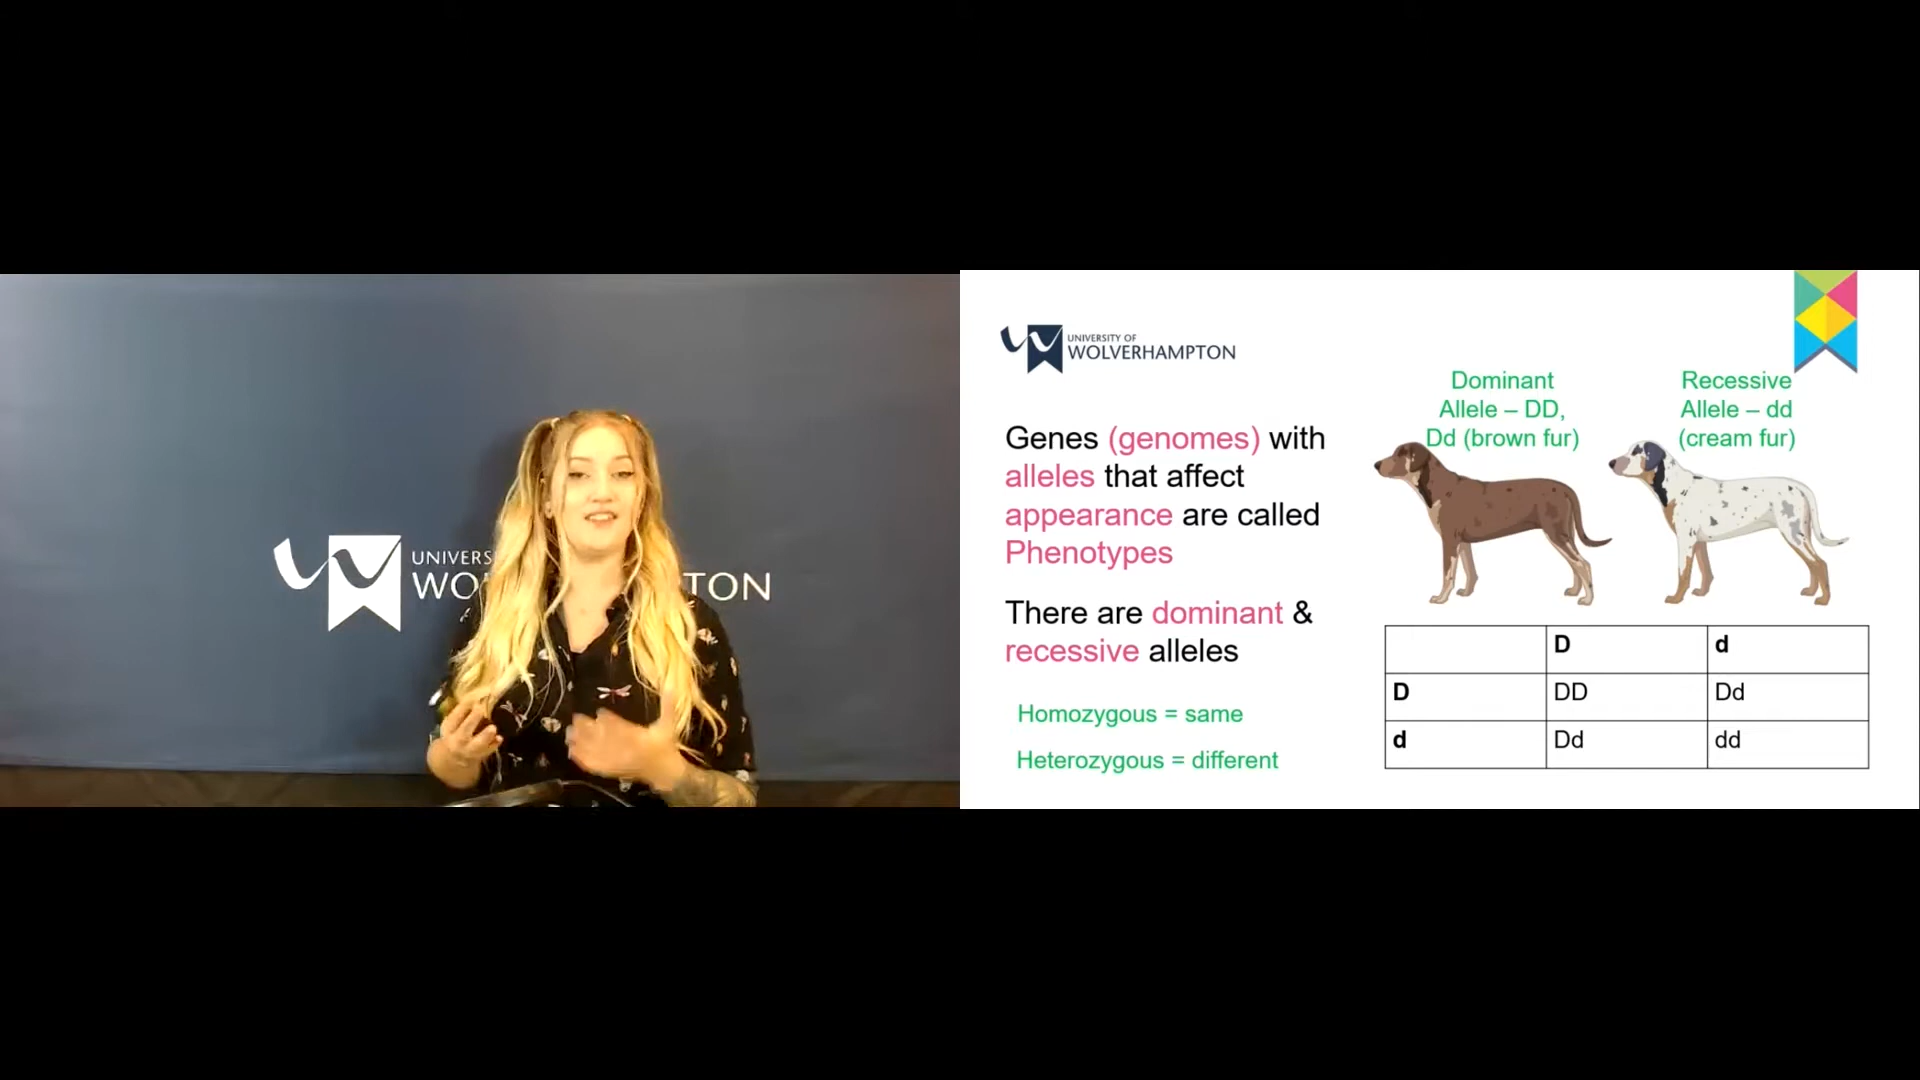 UNIVERS
WO TON
UNIVERSITY OF
WOLVERHAMPTON
Genes (genomes) with
alleles that affect
appearance are called
Phenotypes
There are dominant &
recessive alleles
Homozygous = same
Heterozygous = different
Dominant
Allele – DD,
Dd (brown fur)
Recessive
Allele – dd
(cream fur)
D d
D DD Dd
d Dd dd